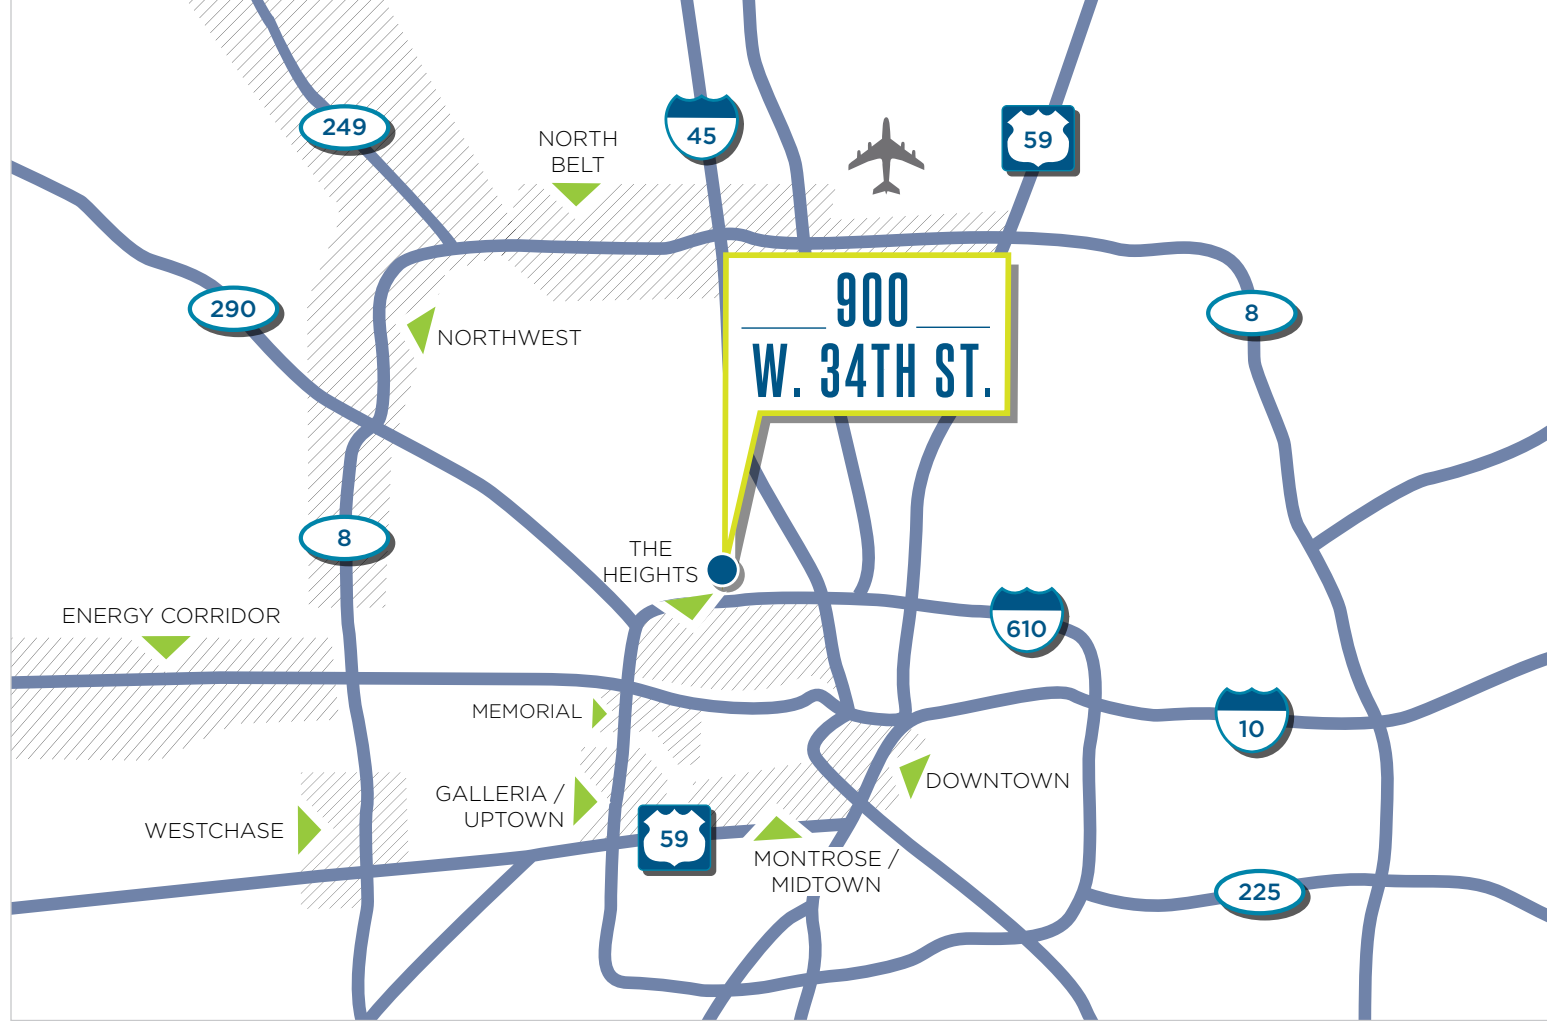 249
NORTH
BELT
45
59
290
NORTHWEST
900
W. 34TH ST.
8
8
THE
HEIGHTS
ENERGY CORRIDOR
610
MEMORIAL
10
GALLERIA /
UPTOWN
DOWNTOWN
WESTCHASE
59
MONTROSE /
MIDTOWN
225